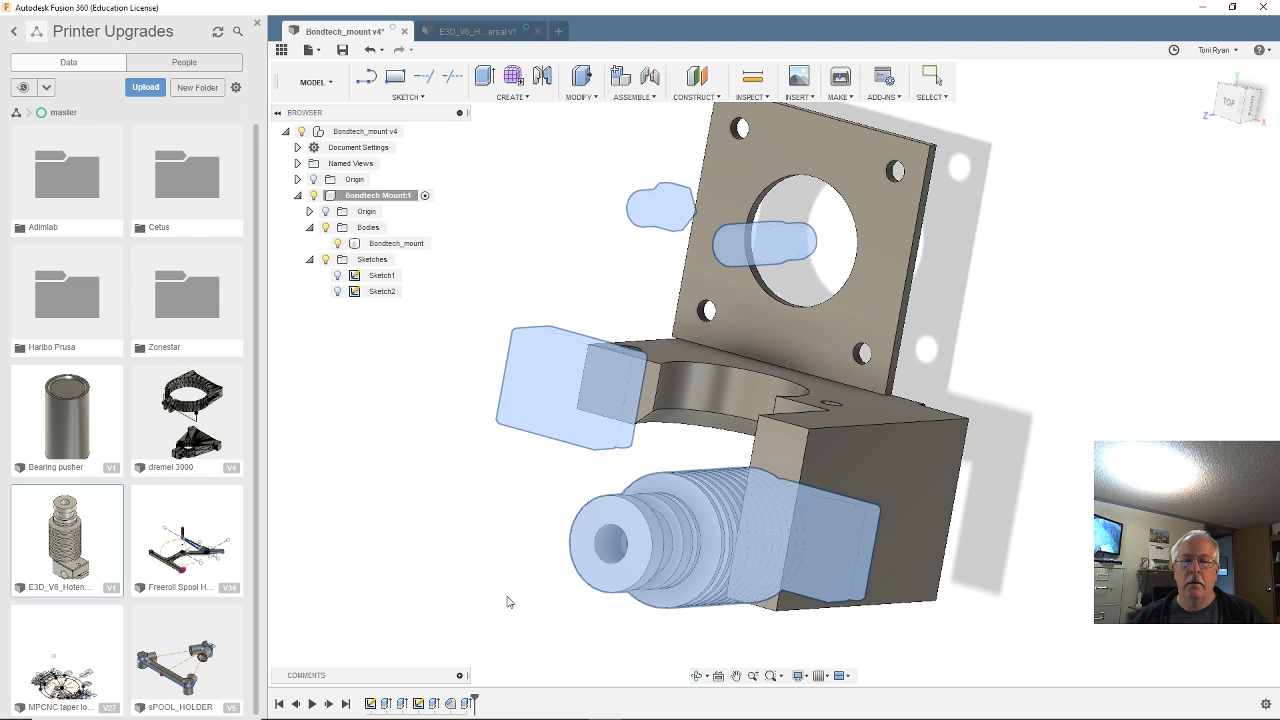 Autodesk Fusion 360 (Education License)
Printer Upgrades
Data
People
Upload
New Folder
master
Adimlab
Cetus
Haribo Prusa
Zonestar
Bearing pusher
V1
dremel 3000
V4
E3D_V6_Hoten...
V1
Freeroll Spool H...
V34
MPCNC taper lo...
V27
sPOOL_HOLDER
V5
Bondtech_mount v4*
E3D_V6_H...ersal v1
Toni Ryan
MODEL
SKETCH
CREATE
MODIFY
ASSEMBLE
CONSTRUCT
INSPECT
INSERT
MAKE
ADD-INS
SELECT
BROWSER
Bondtech_mount v4
Document Settings
Named Views
Origin
Bondtech Mount:1
Origin
Bodies
Bondtech_mount
Sketches
Sketch1
Sketch2
Y
TOP
Z
X
COMMENTS